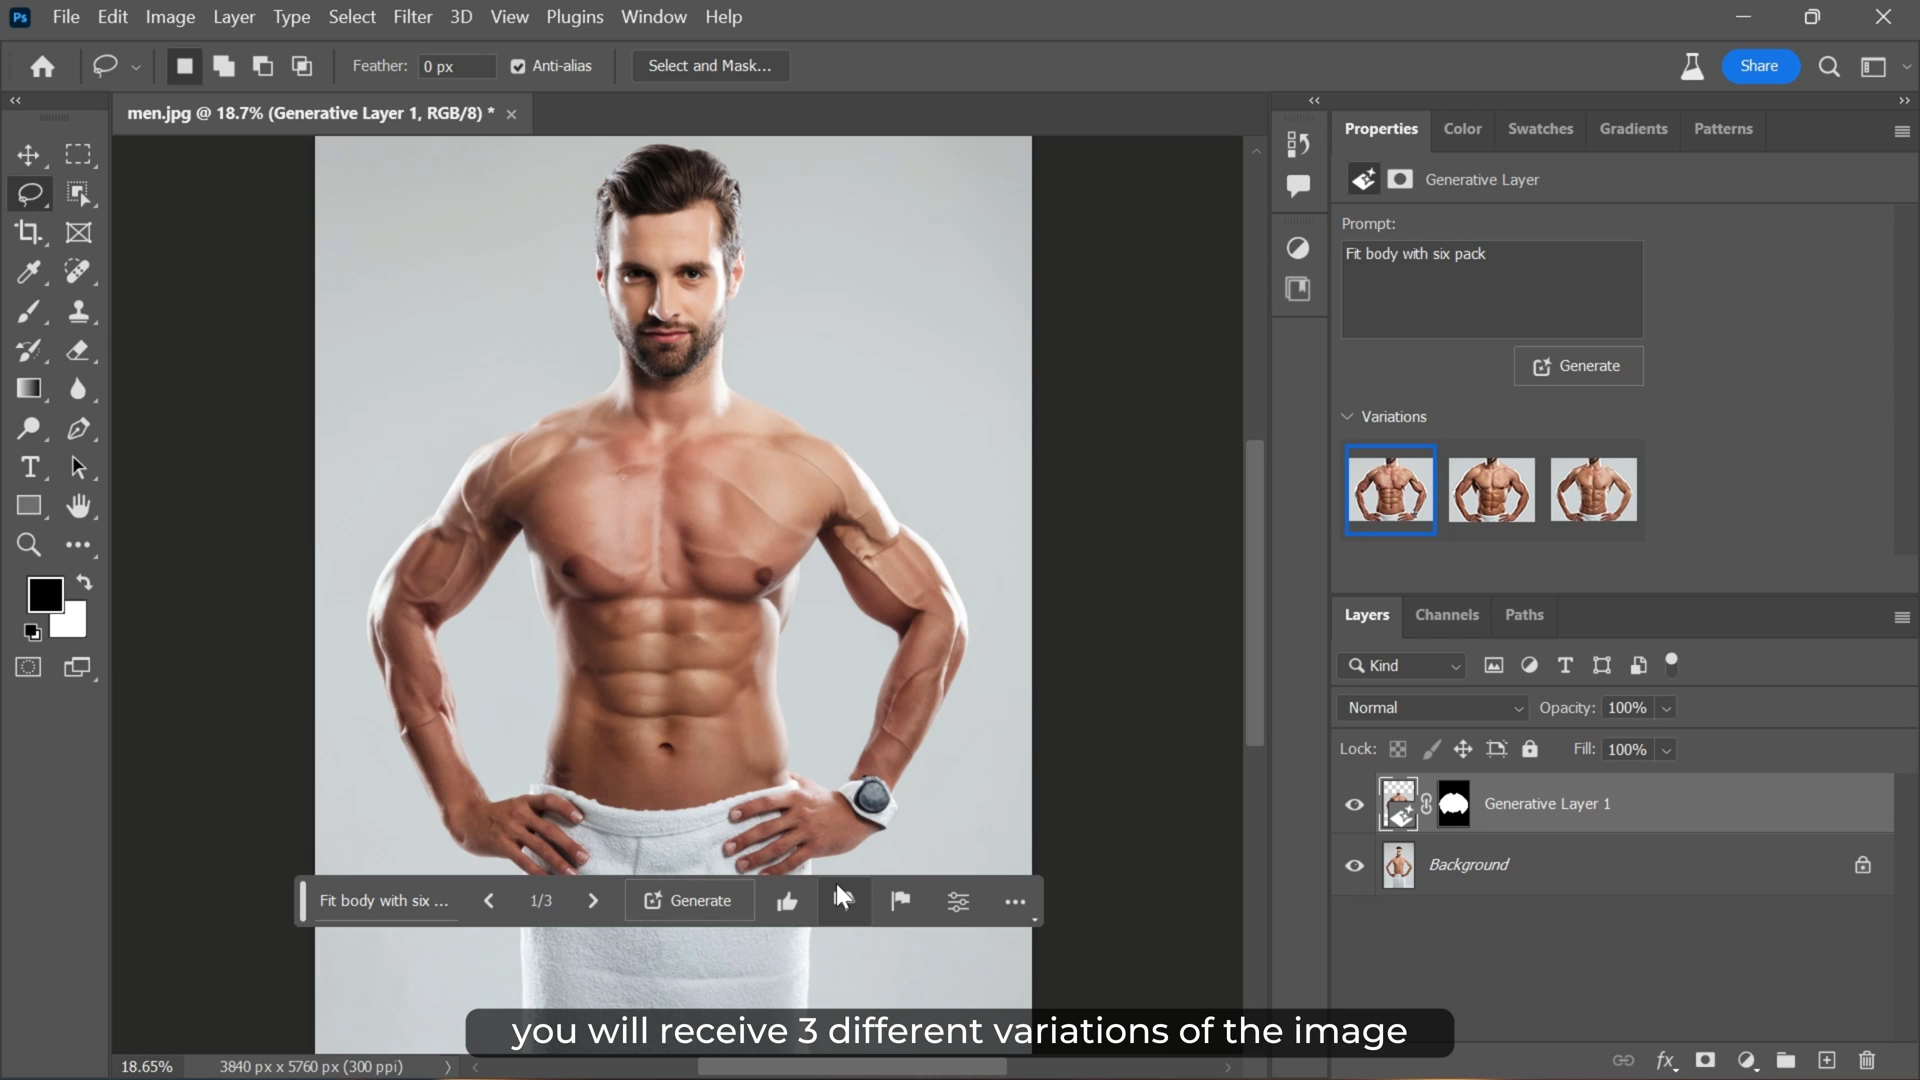 Ps File Edit Image Layer Type Select Filter 3D View Plugins Window Help
Feather: 0 px Anti-alias Select and Mask... Share
men.jpg @ 18.7% (Generative Layer 1, RGB/8) *
Properties Color Swatches Gradients Patterns
Generative Layer
Prompt:
Fit body with six pack
Generate
Variations
Layers Channels Paths
Kind
Normal Opacity: 100%
Lock: Fill: 100%
Generative Layer 1
Background
Fit body with six ... 1/3 Generate
you will receive 3 different variations of the image
18.65% 3840 px x 5760 px (300 ppi)
fx